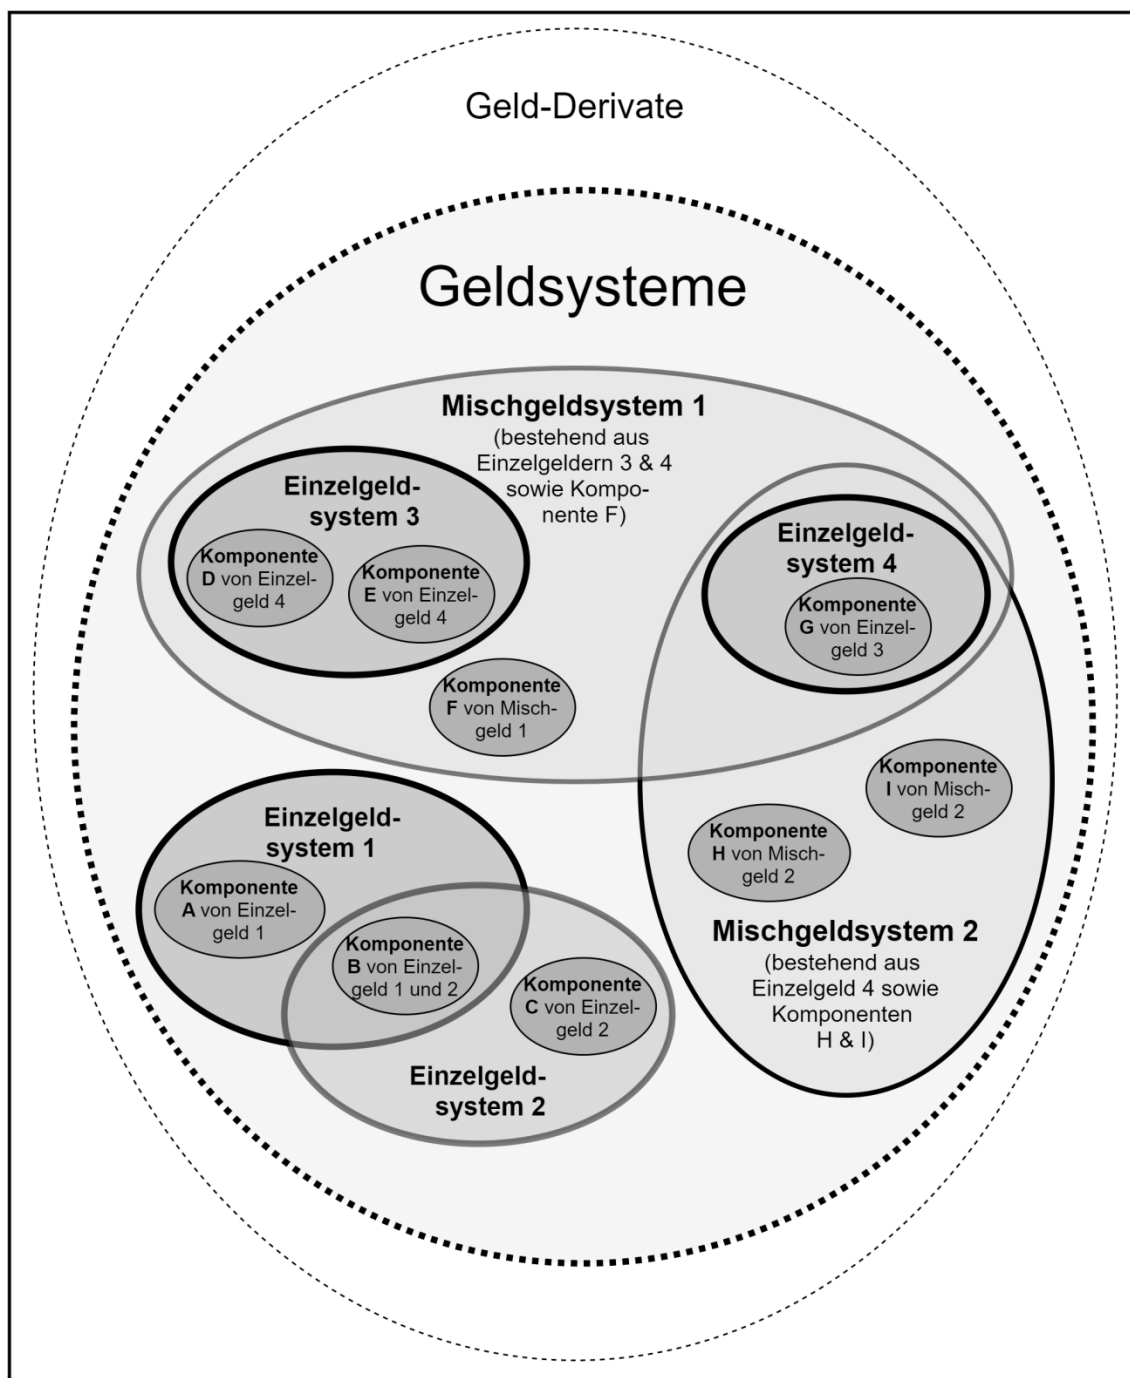 Geld-Derivate
Geldsysteme
Mischgeldsystem 1
(bestehend aus
Einzelgeldern 3 & 4
sowie Kompo-
nente F)
Einzelgeld-
system 3
Komponente
D von Einzel-
geld 4
Komponente
E von Einzel-
geld 4
Komponente
F von Misch-
geld 1
Einzelgeld-
system 4
Komponente
G von Einzel-
geld 3
Komponente
I von Misch-
geld 2
Komponente
H von Misch-
geld 2
Mischgeldsystem 2
(bestehend aus
Einzelgeld 4 sowie
Komponenten
H & I)
Einzelgeld-
system 1
Komponente
A von Einzel-
geld 1
Komponente
B von Einzel-
geld 1 und 2
Komponente
C von Einzel-
geld 2
Einzelgeld-
system 2